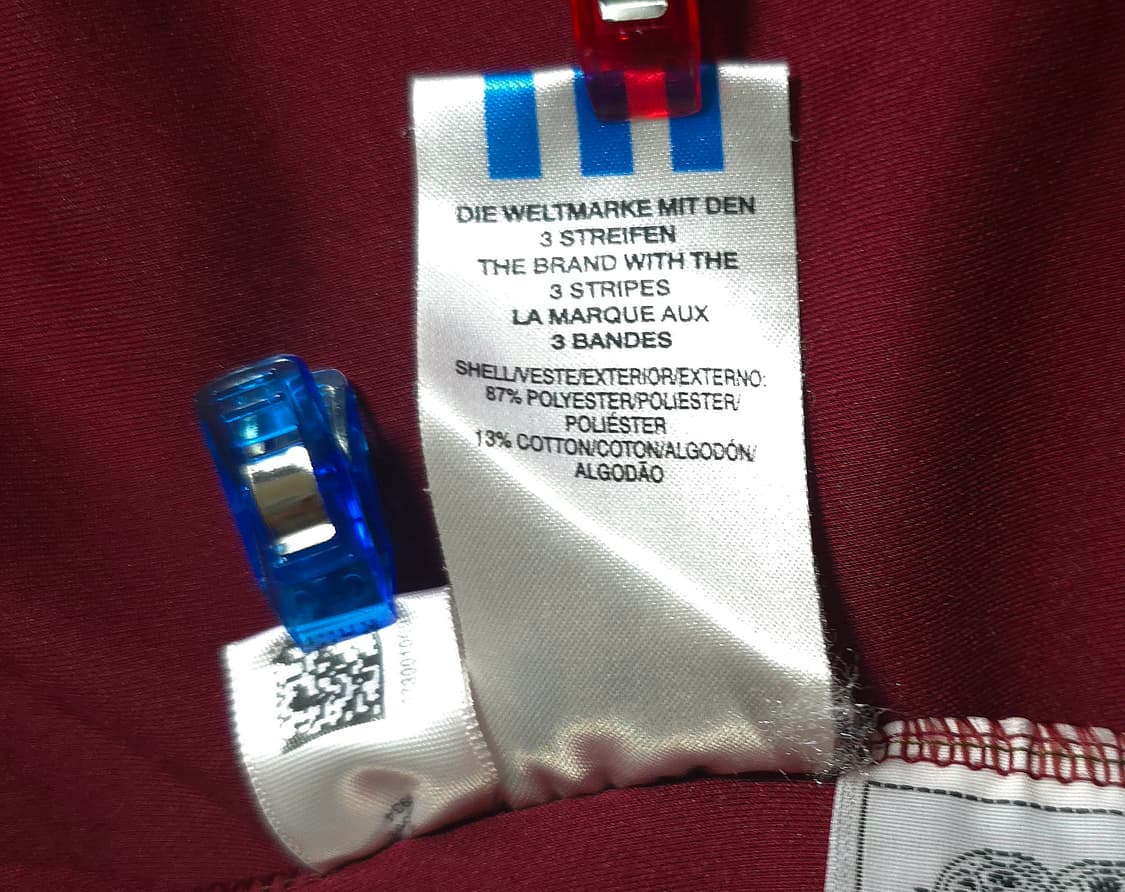 DIE WELTMARKE MIT DEN
3 STREIFEN
THE BRAND WITH THE
3 STRIPES
LA MARQUE AUX
3 BANDES
SHELL/VESTE/EXTERIOR/EXTERNO:
87% POLYESTER/POLIESTER/
POLIÉSTER
13% COTTON/COTON/ALGODÓN/
ALGODÃO